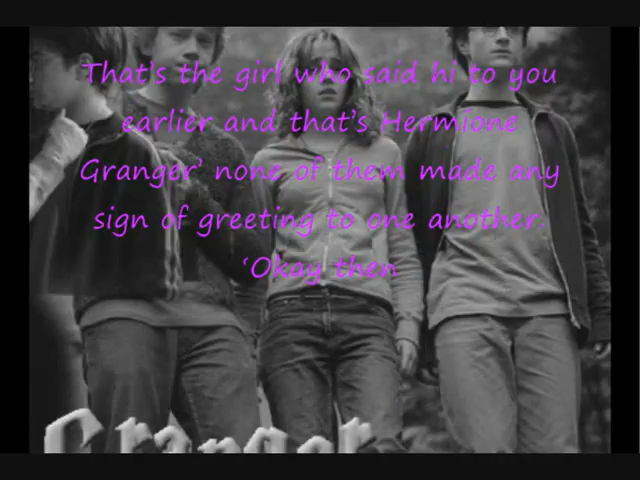 That's the girl who said hi to you
earlier and that's Hermione
Granger' none of them made any
sign of greeting to one another.
'Okay then
Granger